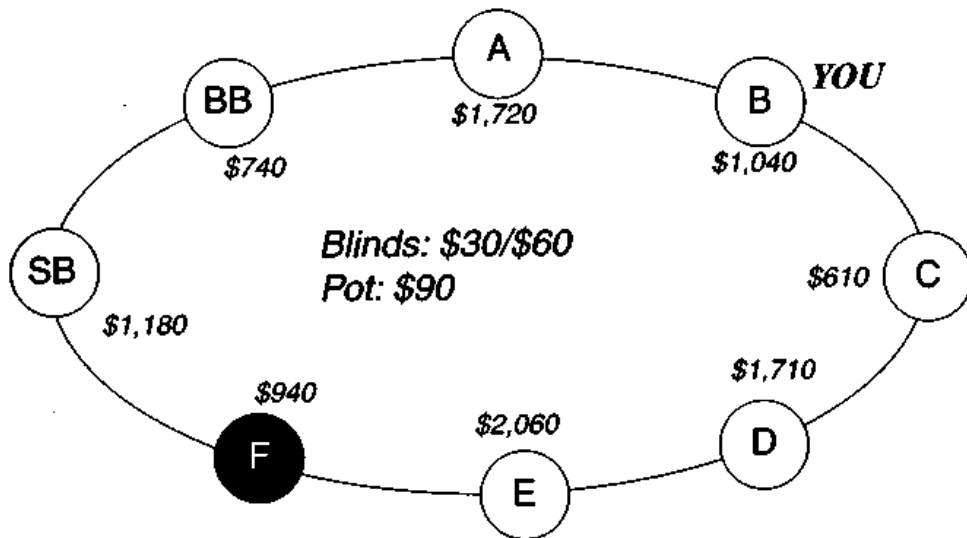 A
BB
B
YOU
$1,720
$740
$1,040
Blinds: $30/$60
Pot: $90
SB
$610
C
$1,180
$940
$1,710
$2,060
F
E
D